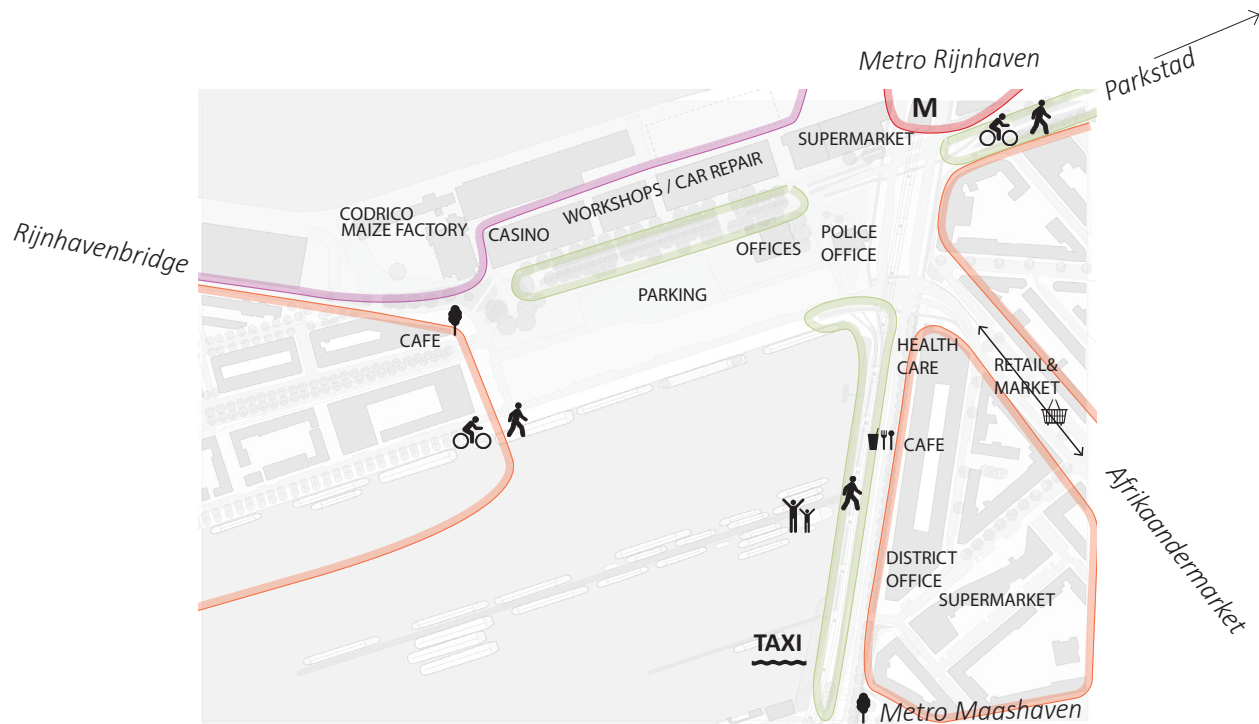 Metro Rijnhaven
Parkstad
M
SUPERMARKET
WORKSHOPS / CAR REPAIR
CODRICO
MAIZE FACTORY
CASINO
Rijnhavenbridge
OFFICES
POLICE
OFFICE
PARKING
CAFE
HEALTH
CARE
RETAIL&
MARKET
CAFE
Afrikaandermarket
DISTRICT
OFFICE
SUPERMARKET
TAXI
Metro Maashaven